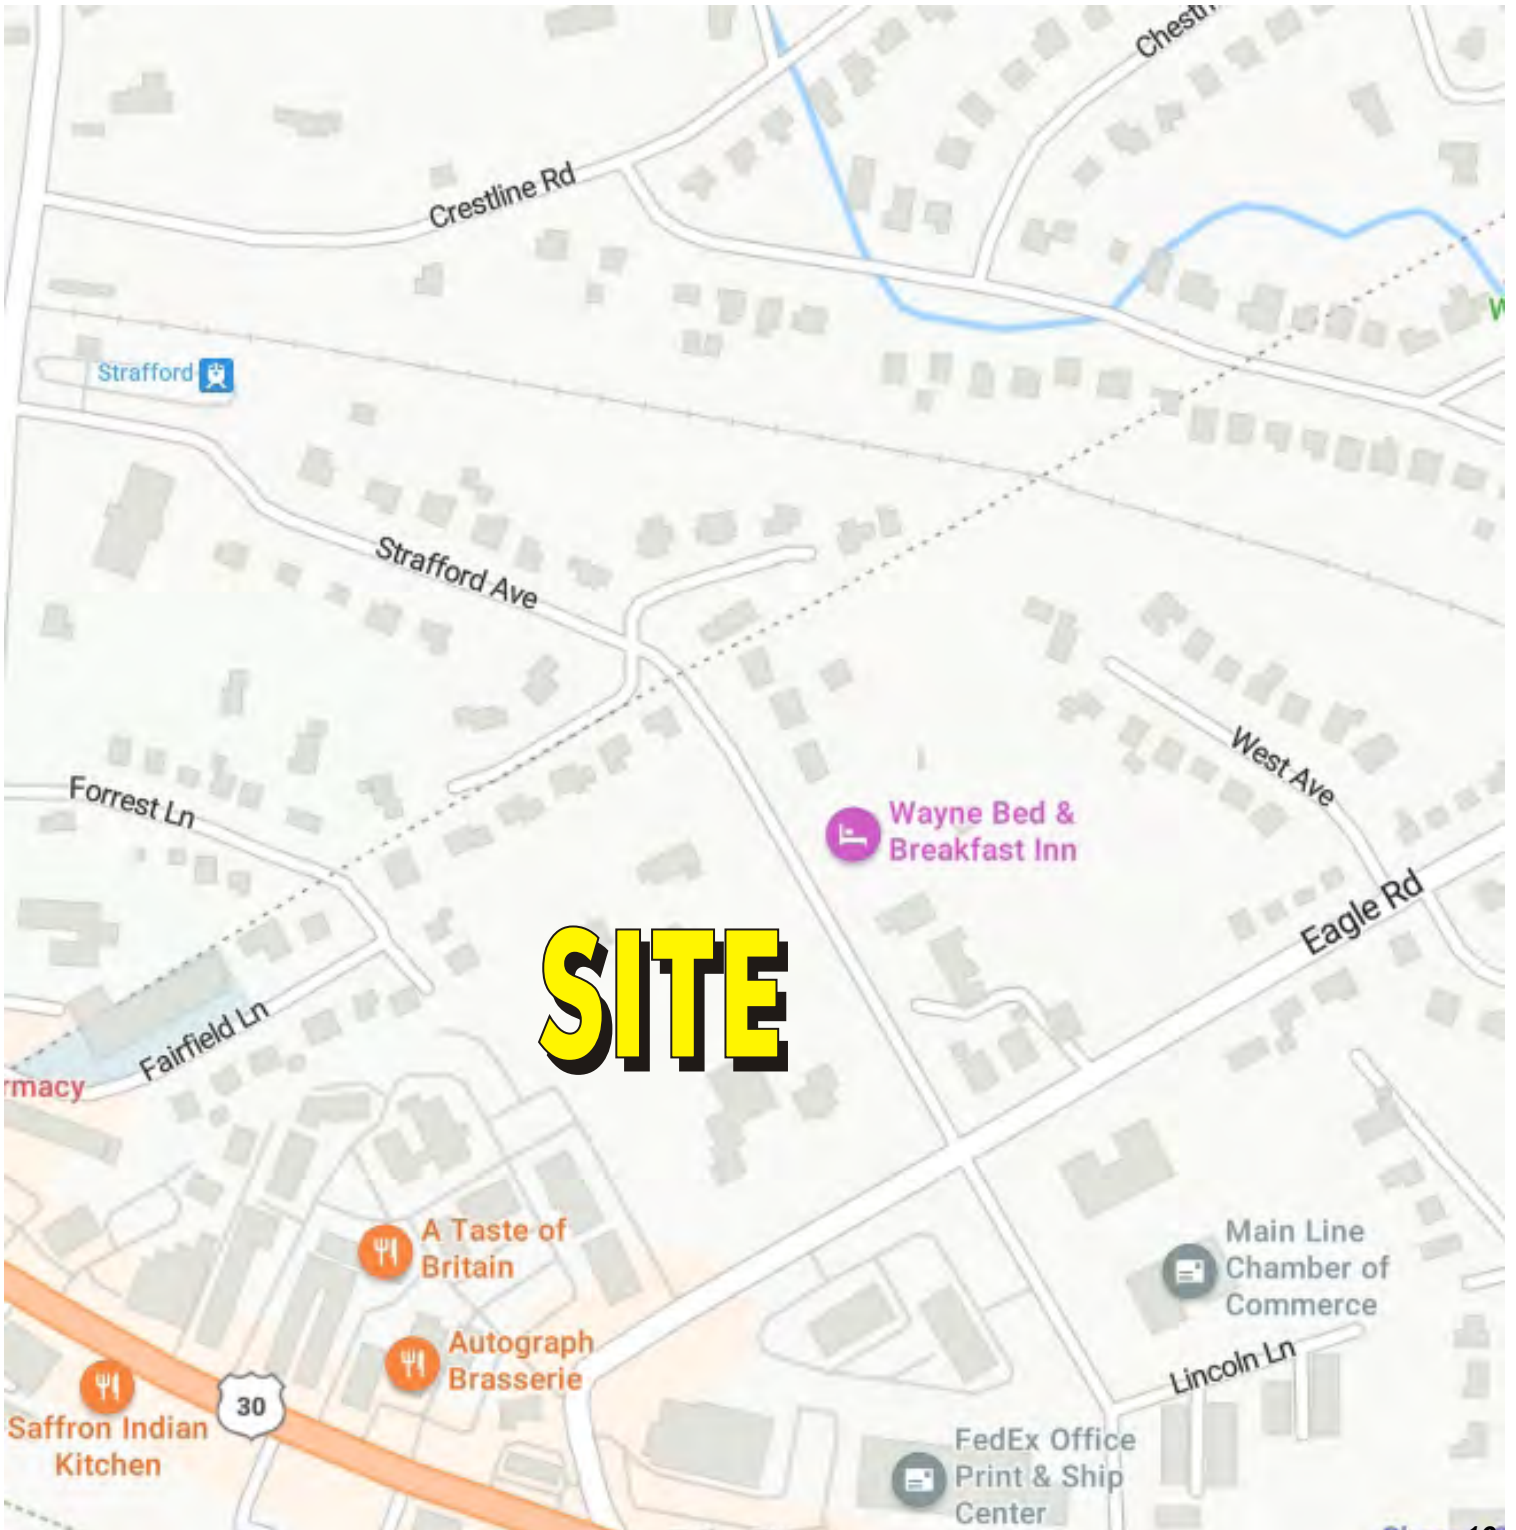 Crestline Rd
Strafford
Strafford Ave
Forrest Ln
West Ave
Wayne Bed &
Breakfast Inn
Eagle Rd
SITE
Fairfield Ln
A Taste of
Britain
Main Line
Chamber of
Commerce
Autograph
Brasserie
Lincoln Ln
30
Saffron Indian
Kitchen
FedEx Office
Print & Ship
Center